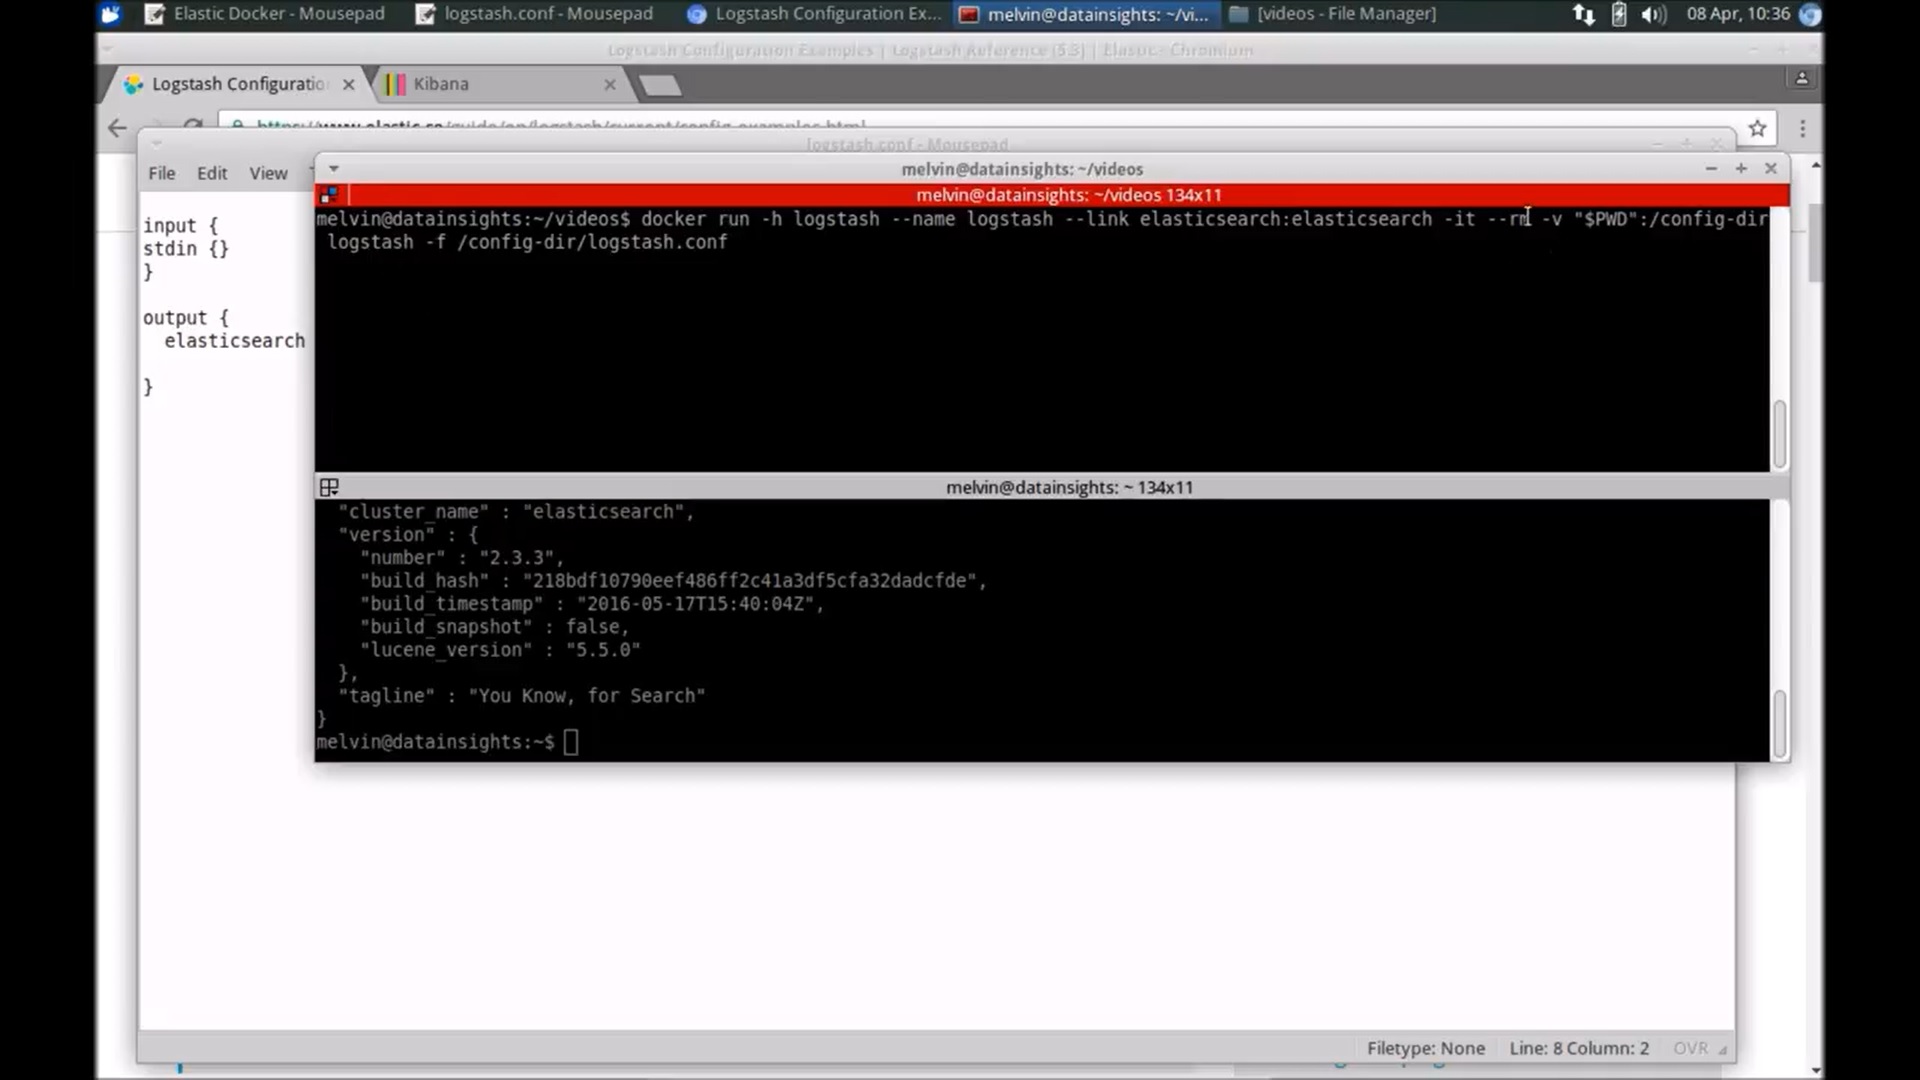 Elastic Docker - Mousepad
logstash.conf - Mousepad
Logstash Configuration Ex...
melvin@datainsights: ~/vi...
[videos - File Manager]
08 Apr, 10:36
Logstash Configuration Examples | Logstash Reference [5.3] | Elastic - Chromium
Logstash Configuratio
Kibana
https://www.elastic.co/guide/en/logstash/current/config-examples.html
logstash.conf - Mousepad
File Edit View
melvin@datainsights: ~/videos
melvin@datainsights: ~/videos 134x11
input {
stdin {}
}
output {
elasticsearch
}
melvin@datainsights:~/videos$ docker run -h logstash --name logstash --link elasticsearch:elasticsearch -it --rm -v "$PWD":/config-dir
logstash -f /config-dir/logstash.conf
melvin@datainsights: ~ 134x11
"cluster_name" : "elasticsearch",
"version" : {
"number" : "2.3.3",
"build_hash" : "218bdf10790eef486ff2c41a3df5cfa32dadcfde",
"build_timestamp" : "2016-05-17T15:40:04Z",
"build_snapshot" : false,
"lucene_version" : "5.5.0"
},
"tagline" : "You Know, for Search"
}
melvin@datainsights:~$
Filetype: None
Line: 8 Column: 2
OVR